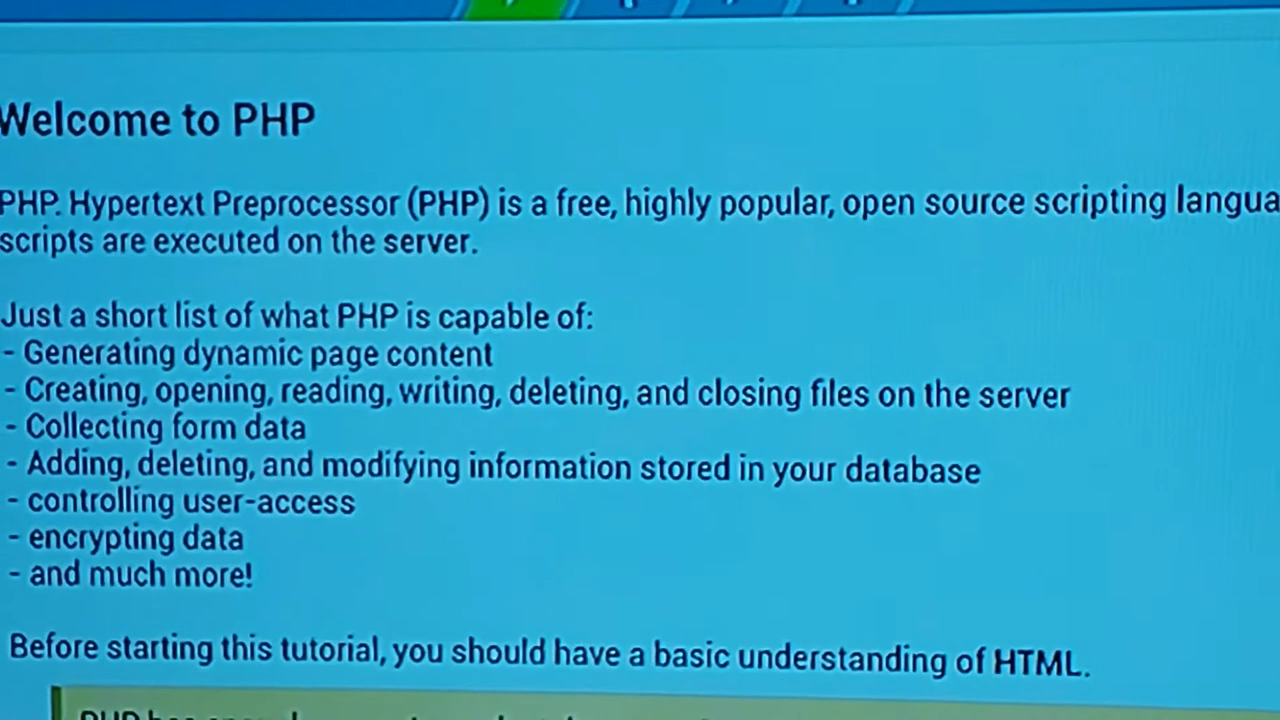 Welcome to PHP
PHP. Hypertext Preprocessor (PHP) is a free, highly popular, open source scripting
scripts are executed on the server.
Just a short list of what PHP is capable of:
- Generating dynamic page content
- Creating, opening, reading, writing, deleting, and closing files on the server
- Collecting form data
- Adding, deleting, and modifying information stored in your database
- controlling user-access
- encrypting data
- and much more!
Before starting this tutorial, you should have a basic understanding of HTML.